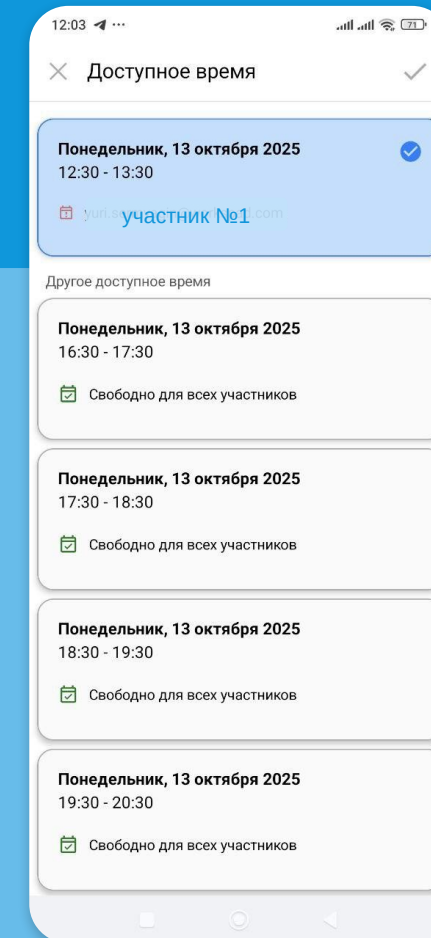 12:03
71
Доступное время
Понедельник, 13 октября 2025
12:30 - 13:30
участник №1
Другое доступное время
Понедельник, 13 октября 2025
16:30 - 17:30
Свободно для всех участников
Понедельник, 13 октября 2025
17:30 - 18:30
Свободно для всех участников
Понедельник, 13 октября 2025
18:30 - 19:30
Свободно для всех участников
Понедельник, 13 октября 2025
19:30 - 20:30
Свободно для всех участников